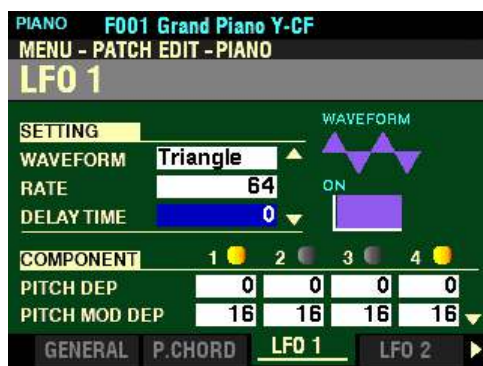 PIANO F001 Grand Piano Y-CF
MENU - PATCH EDIT - PIANO
LFO 1
SETTING
WAVEFORM Triangle
RATE 64
DELAY TIME 0
WAVEFORM
ON
COMPONENT 1 2 3 4
PITCH DEP 0 0 0 0
PITCH MOD DEP 16 16 16 16
GENERAL P.CHORD LFO 1 LFO 2